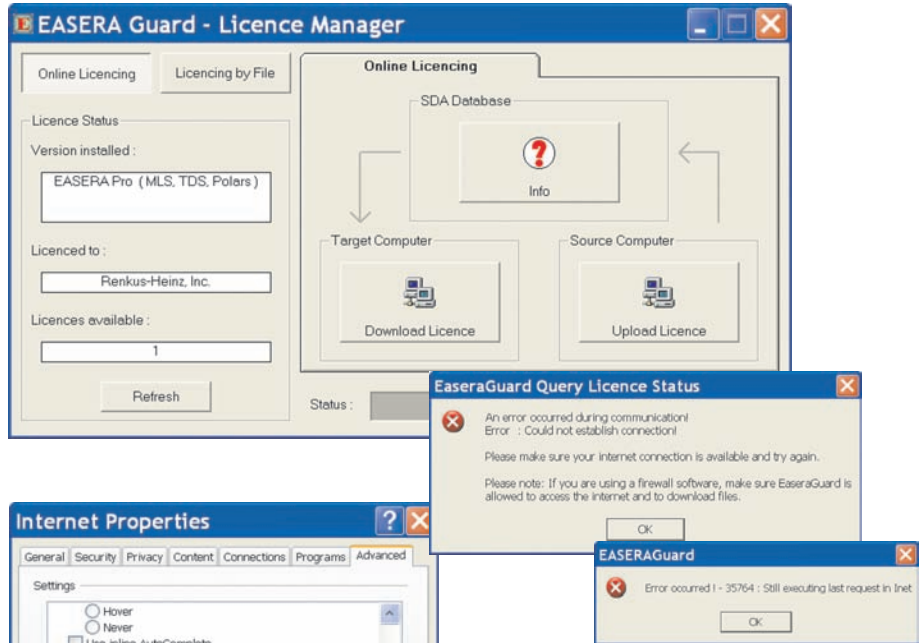 EASERA Guard - Licence Manager
Online Licencing
Licencing by File
Licence Status
Version installed :
EASERA Pro ( MLS, TDS, Polars )
Licenced to :
Renkus-Heinz, Inc.
Licences available :
1
Refresh
Online Licencing
SDA Database
Info
Target Computer
Download Licence
Source Computer
Upload Licence
Status :
EaseraGuard Query Licence Status
An error occurred during communication!
Error : Could not establish connection!
Please make sure your internet connection is available and try again.
Please note: If you are using a firewall software, make sure EaseraGuard is
allowed to access the internet and to download files.
OK
EASERAGuard
Error occurred ! - 35764 : Still executing last request in Inet
OK
Internet Properties
General Security Privacy Content Connections Programs Advanced
Settings
Hover
Never
Use inline AutoComplete